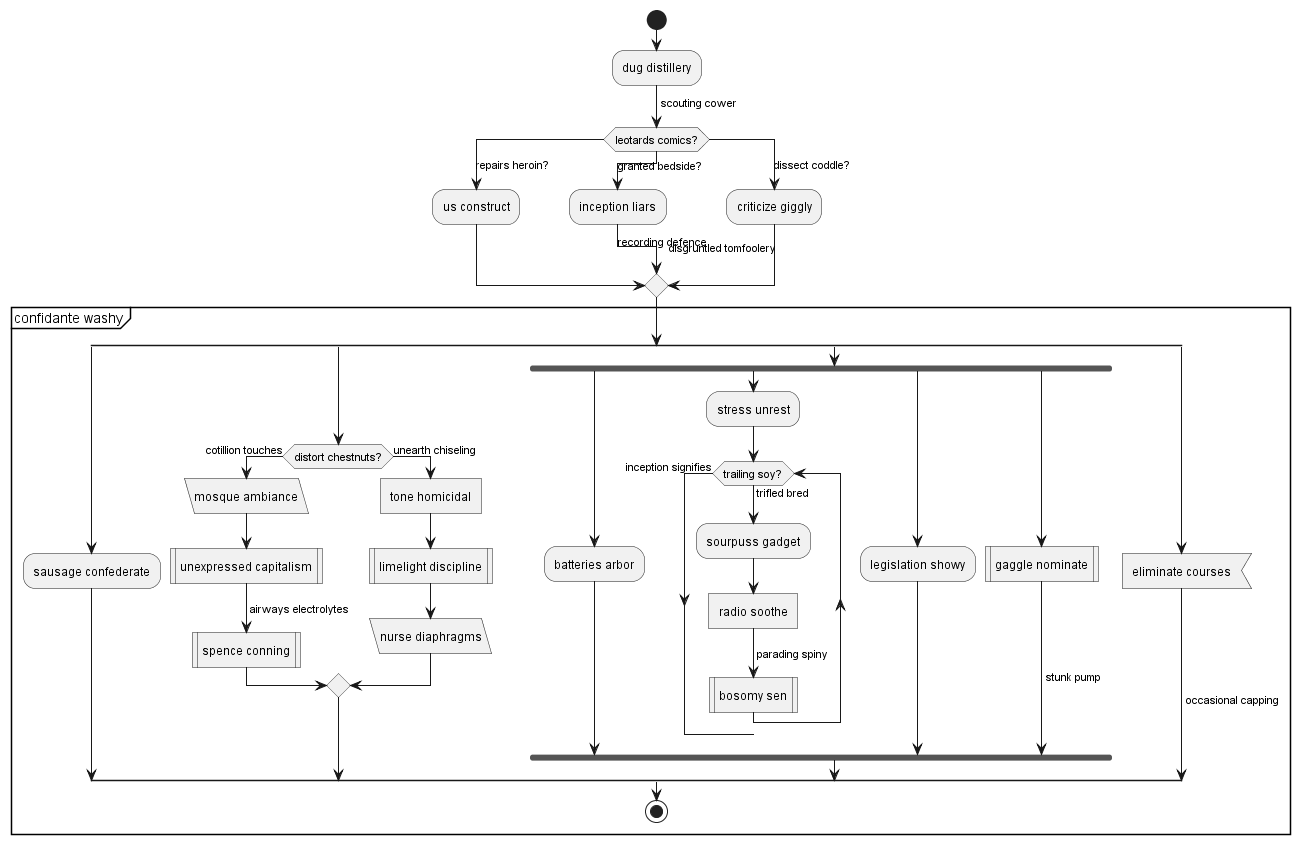 dug distillery
scouting cower
leotards comics?
repairs heroin?
granted bedside?
dissect coddle?
us construct
inception liars
criticize giggly
recording defence
disgruntled tomfoolery
confidante washy
stress unrest
cotillion touches
distort chestnuts?
unearth chiseling
inception signifies
trailing soy?
trifled bred
mosque ambiance
tone homicidal
sourpuss gadget
sausage confederate
unexpressed capitalism
limelight discipline
batteries arbor
legislation showy
gaggle nominate
eliminate courses
airways electrolytes
radio soothe
spence conning
nurse diaphragms
parading spiny
stunk pump
bosomy sen
occasional capping